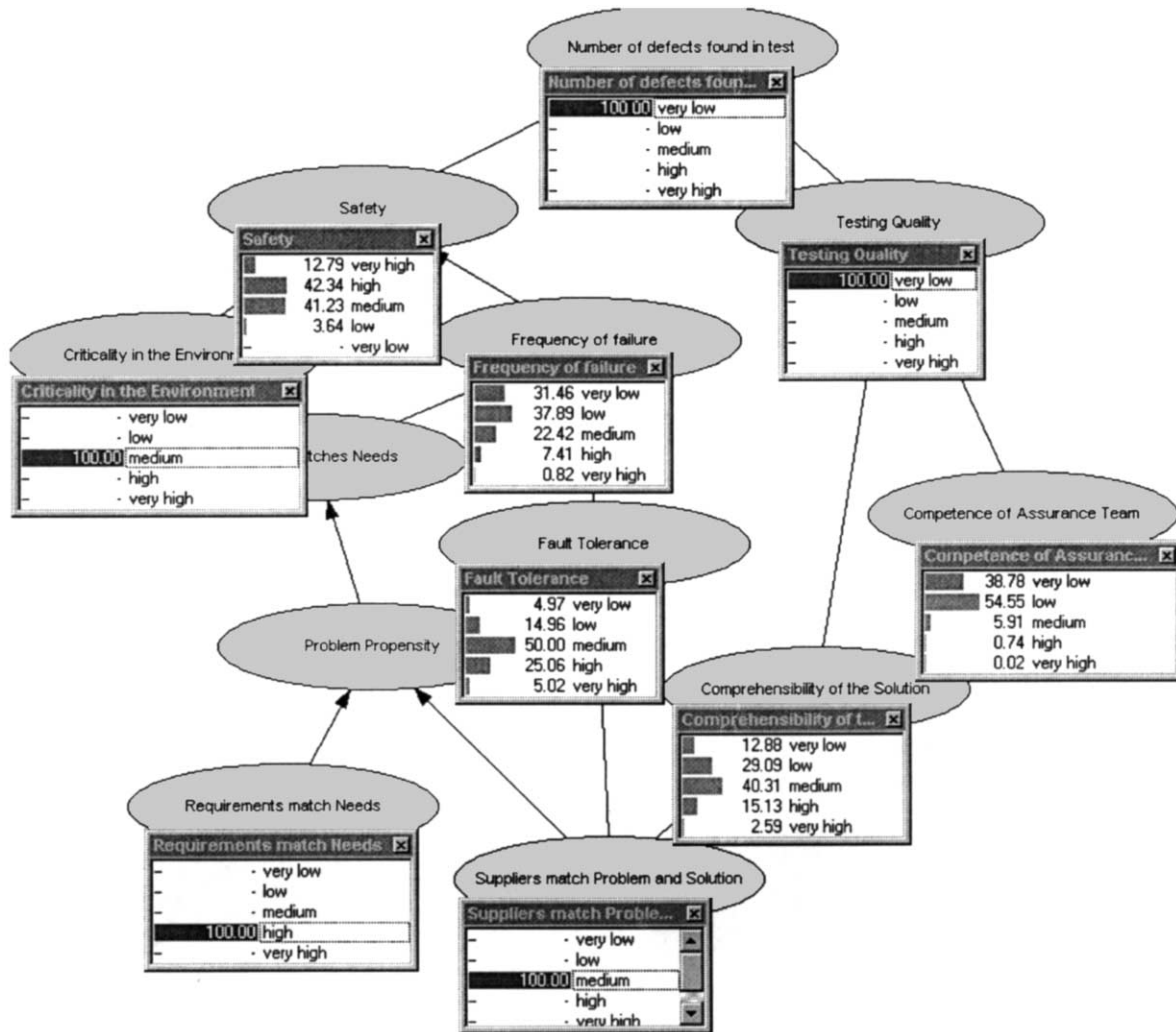 Number of defects found in test
Number of defects foun...
100.00 very low
- low
- medium
- high
- very high
Safety
Safety
12.79 very high
42.34 high
41.23 medium
3.64 low
- very low
Testing Quality
Testing Quality
100.00 very low
- low
- medium
- high
- very high
Criticality in the Environ
Criticality in the Environment
- very low
- low
100.00 medium
- high
- very high
Frequency of failure
Frequency of failure
31.46 very low
37.89 low
22.42 medium
7.41 high
0.82 very high
tches Needs
Competence of Assurance Team
Competence of Assuranc...
38.78 very low
54.55 low
5.91 medium
0.74 high
0.02 very high
Fault Tolerance
Fault Tolerance
4.97 very low
14.96 low
50.00 medium
25.06 high
5.02 very high
Problem Propensity
Comprehensibility of the Solution
Comprehensibility of t...
12.88 very low
29.09 low
40.31 medium
15.13 high
2.59 very high
Requirements match Needs
Requirements match Needs
- very low
- low
- medium
100.00 high
- very high
Suppliers match Problem and Solution
Suppliers match Proble...
- very low
- low
100.00 medium
- high
- very high